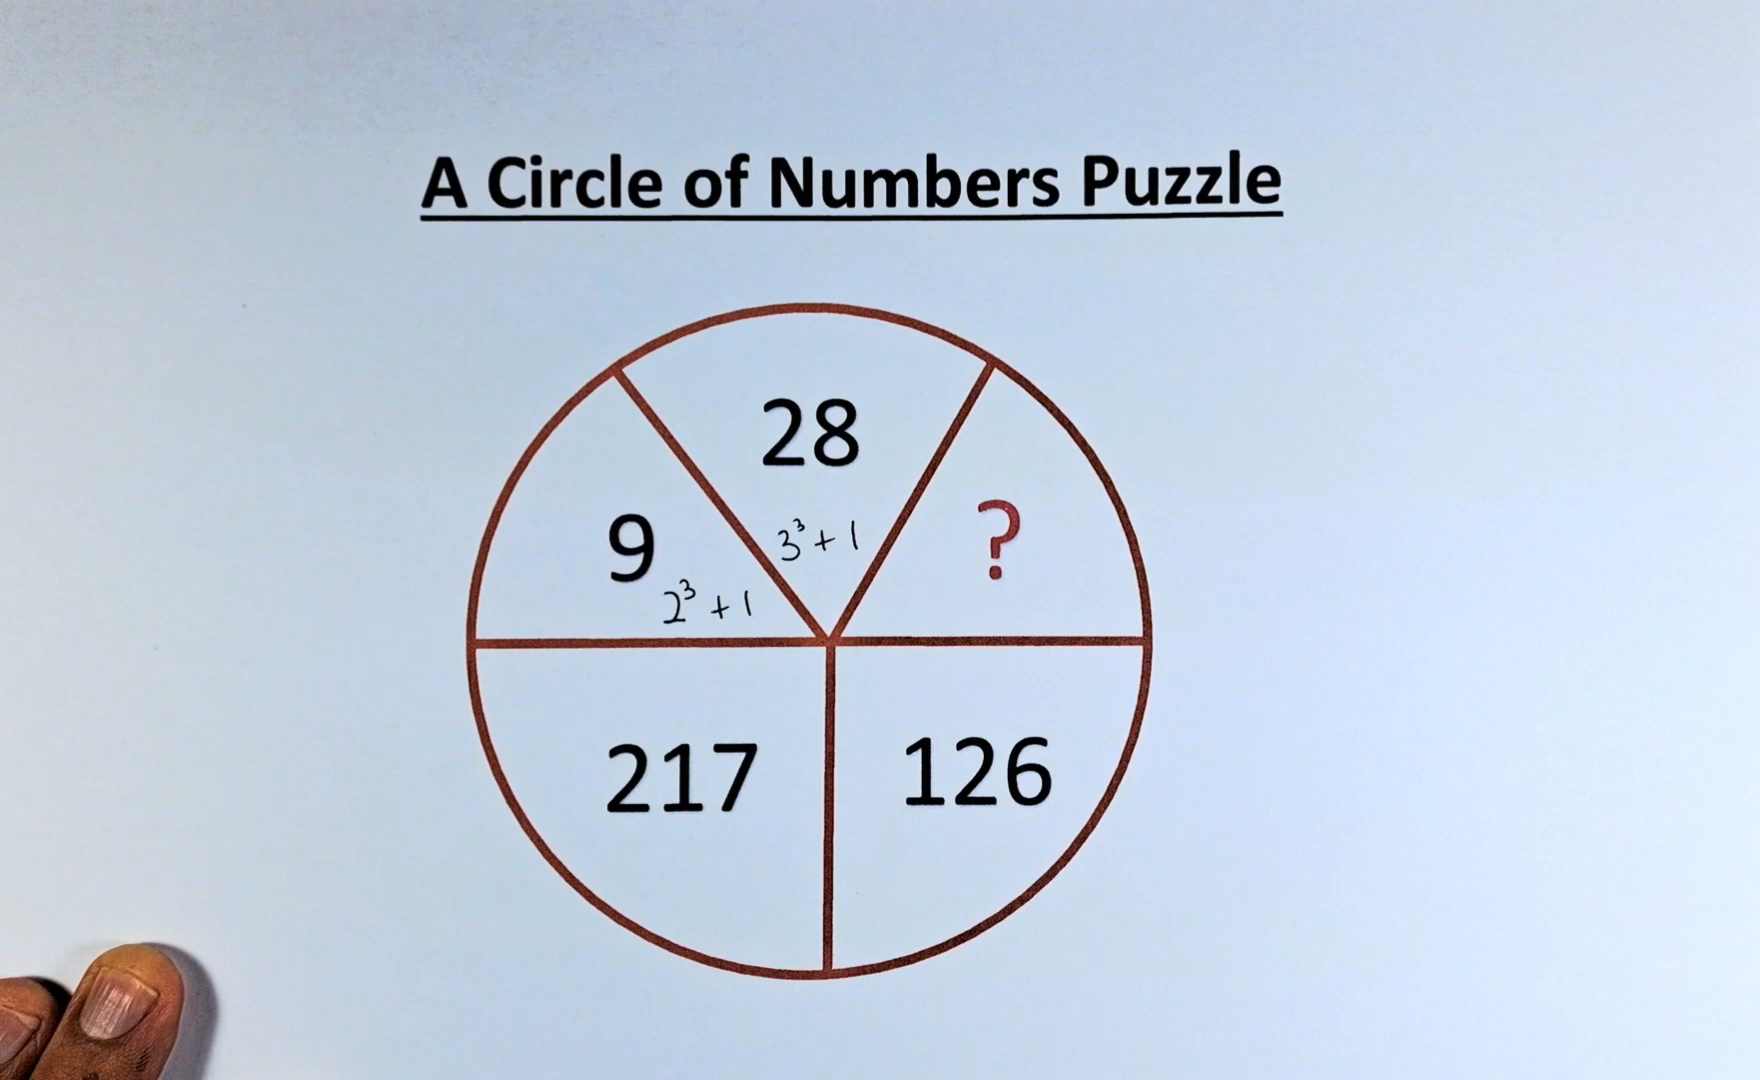 A Circle of Numbers Puzzle
28
3³ + 1
?
9
2³ + 1
217
126